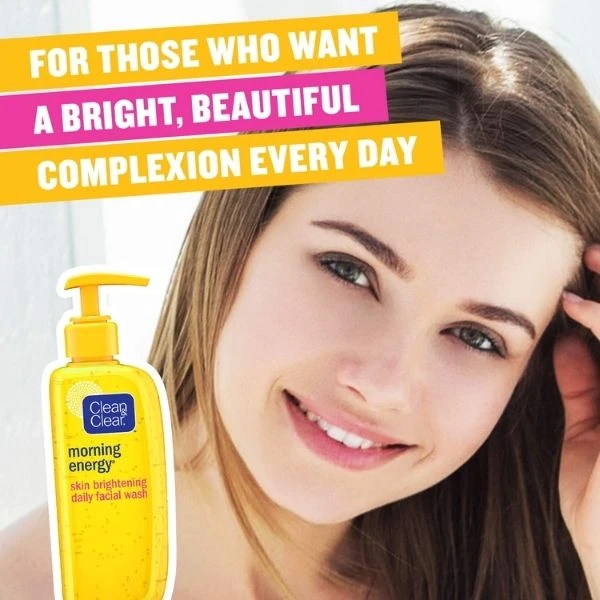 FOR THOSE WHO WANT
A BRIGHT, BEAUTIFUL
COMPLEXION EVERY DAY
Clean &
Clear.
morning
energy®
skin brightening
daily facial wash